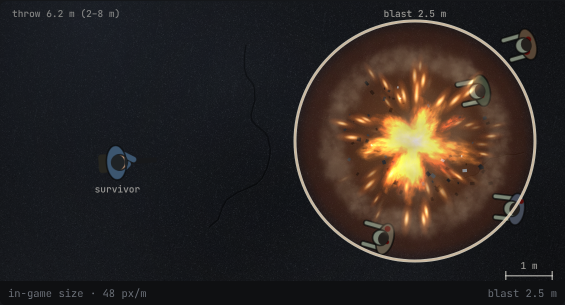 throw 6.2 m (2–8 m)
blast 2.5 m
survivor
1 m
in-game size · 48 px/m
blast 2.5 m